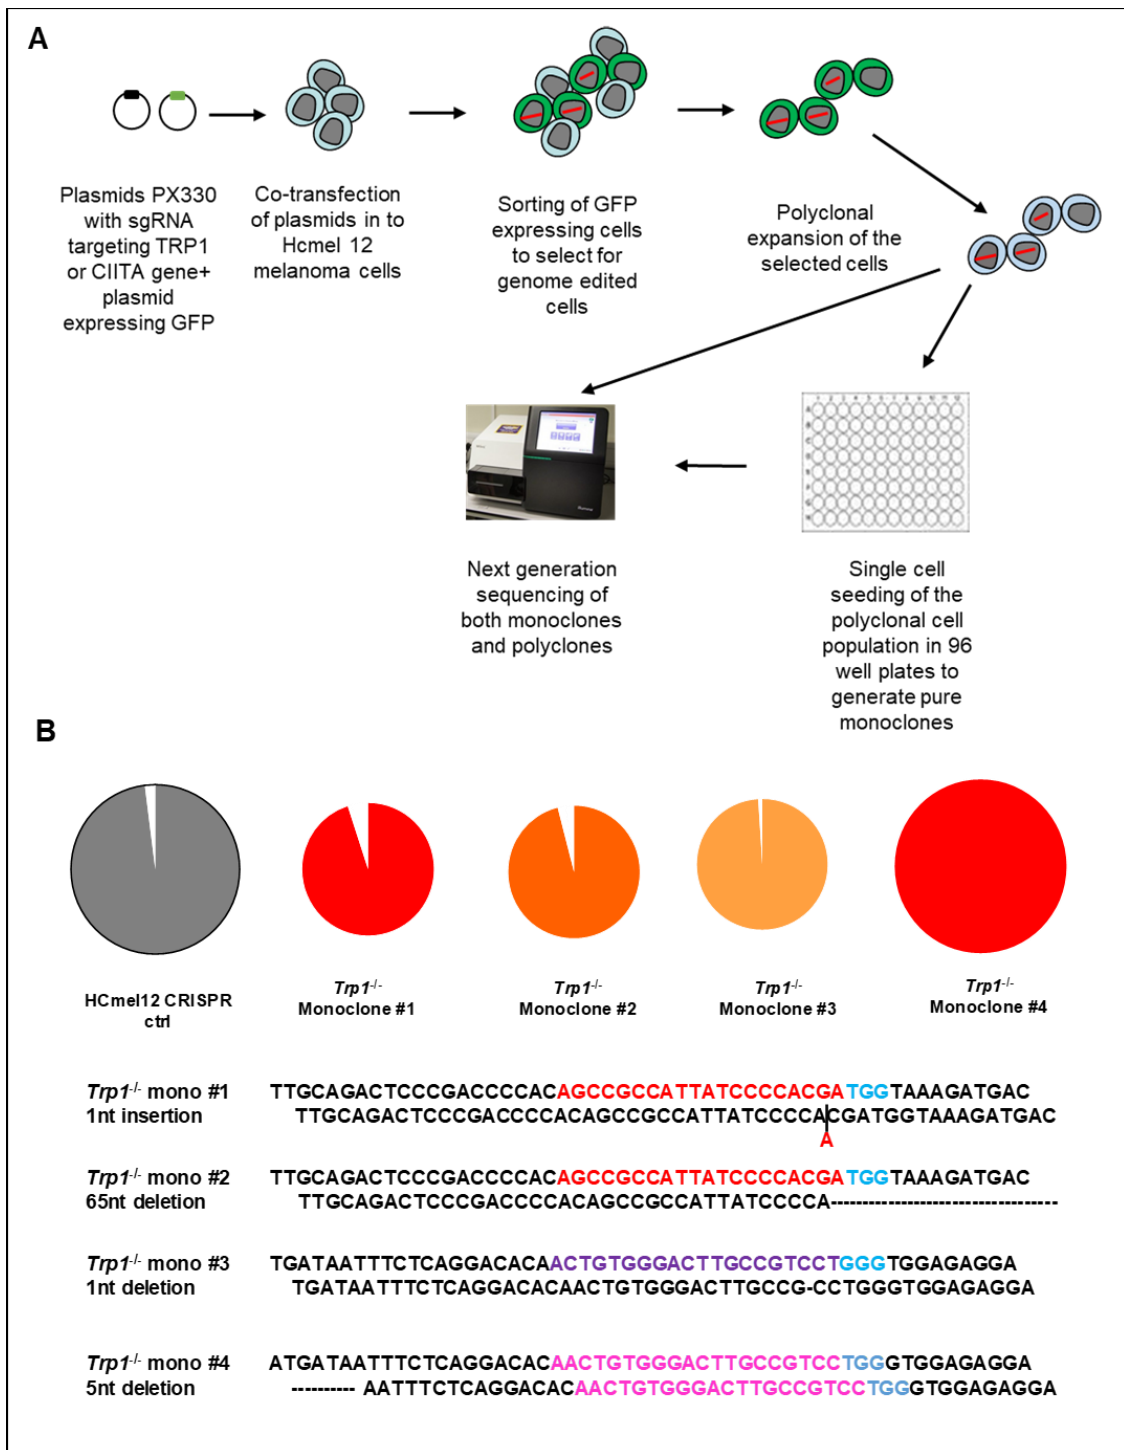 A
Plasmids PX330
with sgRNA
targeting TRP1
or CIITA gene+
plasmid
expressing GFP
Co-transfection
of plasmids in to
Hcmel 12
melanoma cells
Sorting of GFP
expressing cells
to select for
genome edited
cells
Polyclonal
expansion of the
selected cells
Next generation
sequencing of
both monoclones
and polyclones
Single cell
seeding of the
polyclonal cell
population in 96
well plates to
generate pure
monoclones
B
HCmel12 CRISPR
ctrl
Trp1-/-
Monoclone #1
Trp1-/-
Monoclone #2
Trp1-/-
Monoclone #3
Trp1-/-
Monoclone #4
Trp1-/- mono #1 TTGCAGACTCCCGACCCCACAGCCGCCATTATCCCCACGATGGTAAAGATGAC
1nt insertion TTGCAGACTCCCGACCCCACAGCCGCCATTATCCCCACGATGGTAAAGATGAC
A
Trp1-/- mono #2 TTGCAGACTCCCGACCCCACAGCCGCCATTATCCCCACGATGGTAAAGATGAC
65nt deletion TTGCAGACTCCCGACCCCACAGCCGCCATTATCCCCA-----------------------------------
Trp1-/- mono #3 TGATAATTTCTCAGGACACAACTGTGGGACTTGCCGTCCTGGGTGGAGAGGA
1nt deletion TGATAATTTCTCAGGACACAACTGTGGGACTTGCCG-CCTGGGTGGAGAGGA
Trp1-/- mono #4 ATGATAATTTCTCAGGACACAACTGTGGGACTTGCCGTCCTGGGTGGAGAGGA
5nt deletion ---------- AATTTCTCAGGACACAACTGTGGGACTTGCCGTCCTGGGTGGAGAGGA